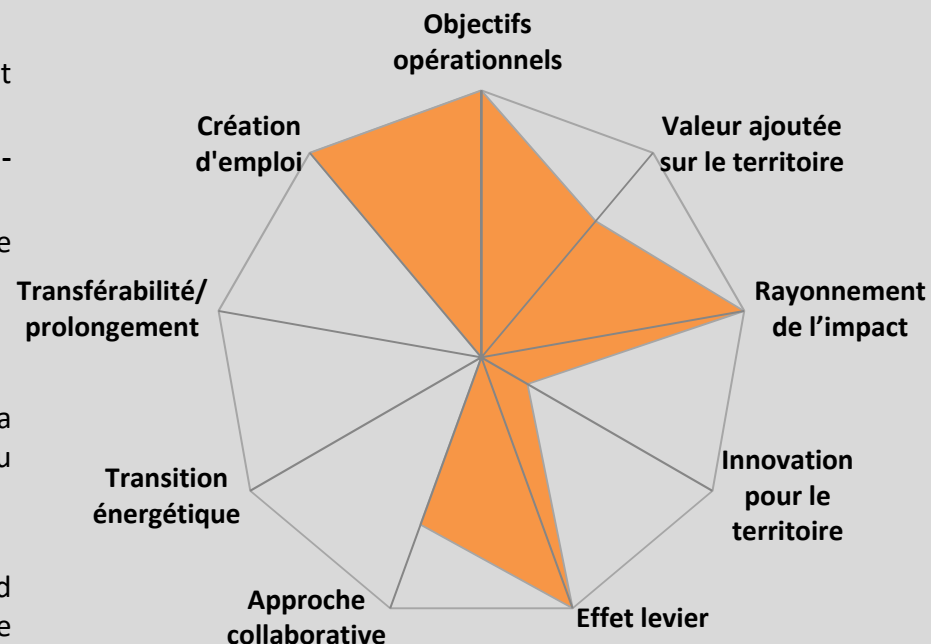 Objectifs
opérationnels
Valeur ajoutée
sur le territoire
Rayonnement
de l’impact
Innovation
pour le
territoire
Effet levier
Approche
collaborative
Transition
énergétique
Transférabilité/
prolongement
Création
d'emploi
t
-
e
a
u
d
e